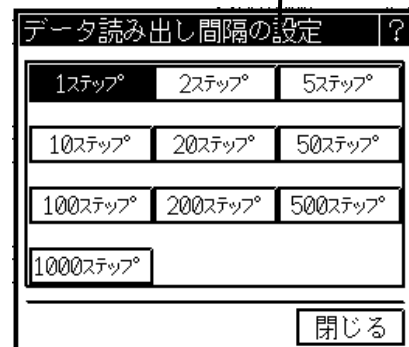 データ読み出し間隔の設定 ?
1ｽﾃｯﾌﾟ 2ｽﾃｯﾌﾟ 5ｽﾃｯﾌﾟ
10ｽﾃｯﾌﾟ 20ｽﾃｯﾌﾟ 50ｽﾃｯﾌﾟ
100ｽﾃｯﾌﾟ 200ｽﾃｯﾌﾟ 500ｽﾃｯﾌﾟ
1000ｽﾃｯﾌﾟ
閉じる